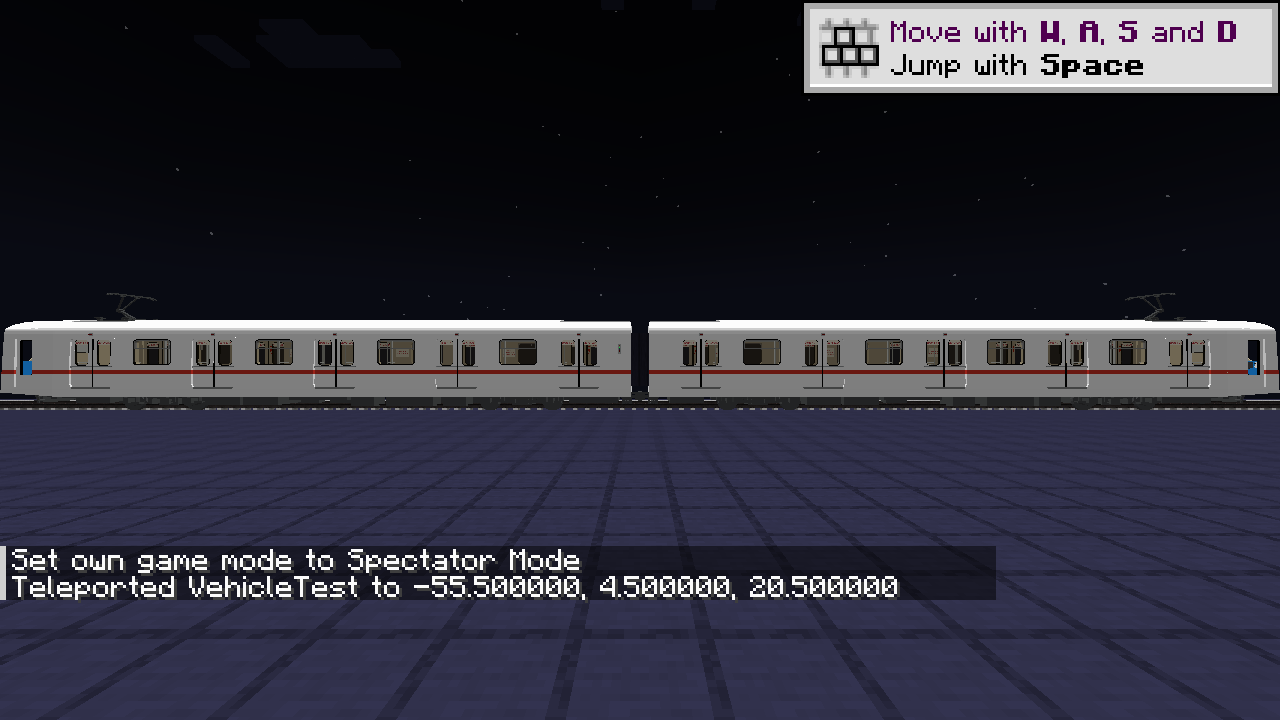 Move with W, A, S and D
Jump with Space
Set own game mode to Spectator Mode
Teleported VehicleTest to -55.500000, 4.500000, 20.500000